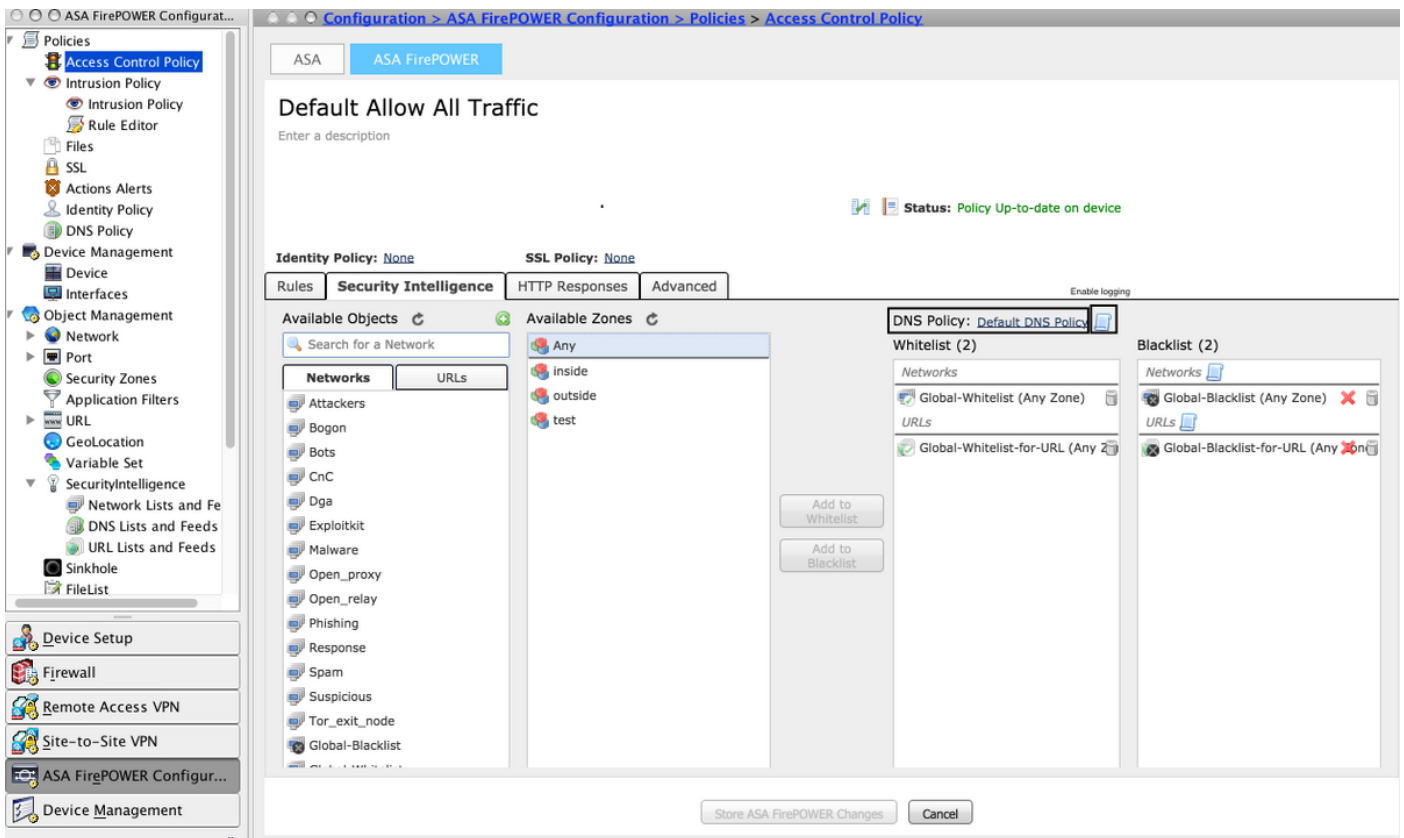 ASA FirePOWER Configurat...
Policies
Access Control Policy
Intrusion Policy
Intrusion Policy
Rule Editor
Files
SSL
Actions Alerts
Identity Policy
DNS Policy
Device Management
Device
Interfaces
Object Management
Network
Port
Security Zones
Application Filters
www URL
GeoLocation
Variable Set
SecurityIntelligence
Network Lists and Fe
DNS Lists and Feeds
URL Lists and Feeds
Sinkhole
FileList
Device Setup
Firewall
Remote Access VPN
Site-to-Site VPN
ASA FirePOWER Configur...
Device Management
Configuration > ASA FirePOWER Configuration > Policies > Access Control Policy
ASA ASA FirePOWER
Default Allow All Traffic
Enter a description
Status: Policy Up-to-date on device
Identity Policy: None SSL Policy: None
Rules Security Intelligence HTTP Responses Advanced
Enable logging
Available Objects
Search for a Network
Networks URLs
Attackers
Bogon
Bots
CnC
Dga
Exploitkit
Malware
Open_proxy
Open_relay
Phishing
Response
Spam
Suspicious
Tor_exit_node
Global-Blacklist
Available Zones
Any
inside
outside
test
Add to
Whitelist
Add to
Blacklist
DNS Policy: Default DNS Policy
Whitelist (2)
Networks
Global-Whitelist (Any Zone)
URLs
Global-Whitelist-for-URL (Any Z
Blacklist (2)
Networks
Global-Blacklist (Any Zone)
URLs
Global-Blacklist-for-URL (Any Zone
Store ASA FirePOWER Changes Cancel